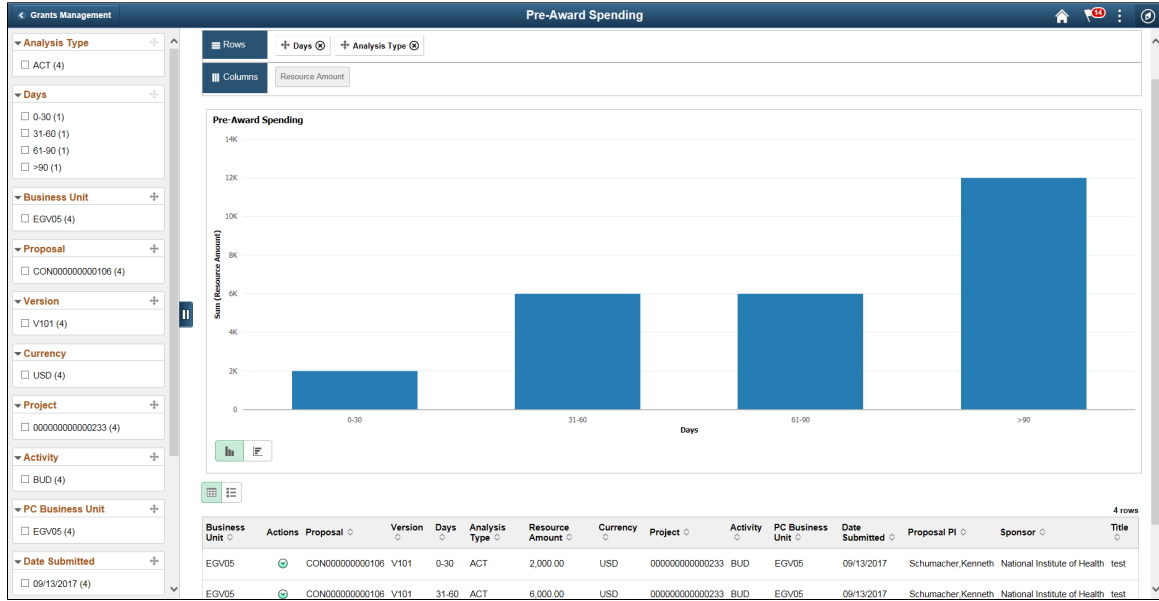 Grants Management
Pre-Award Spending
14
Analysis Type
ACT (4)
Days
0-30 (1)
31-60 (1)
61-90 (1)
>90 (1)
Business Unit
EGV05 (4)
Proposal
CON000000000106 (4)
Version
V101 (4)
Currency
USD (4)
Project
000000000000233 (4)
Activity
BUD (4)
PC Business Unit
EGV05 (4)
Date Submitted
09/13/2017 (4)
Rows Days Analysis Type
Columns Resource Amount
Pre-Award Spending
14K
12K
10K
8K
6K
4K
2K
0
Sum (Resource Amount)
0-30 31-60 61-90 >90
Days
4 rows
Business Unit Actions Proposal Version Days Analysis Type Resource Amount Currency Project Activity PC Business Unit Date Submitted Proposal PI Sponsor Title
EGV05 CON000000000106 V101 0-30 ACT 2,000.00 USD 000000000000233 BUD EGV05 09/13/2017 Schumacher,Kenneth National Institute of Health test
EGV05 CON000000000106 V101 31-60 ACT 6,000.00 USD 000000000000233 BUD EGV05 09/13/2017 Schumacher,Kenneth National Institute of Health test